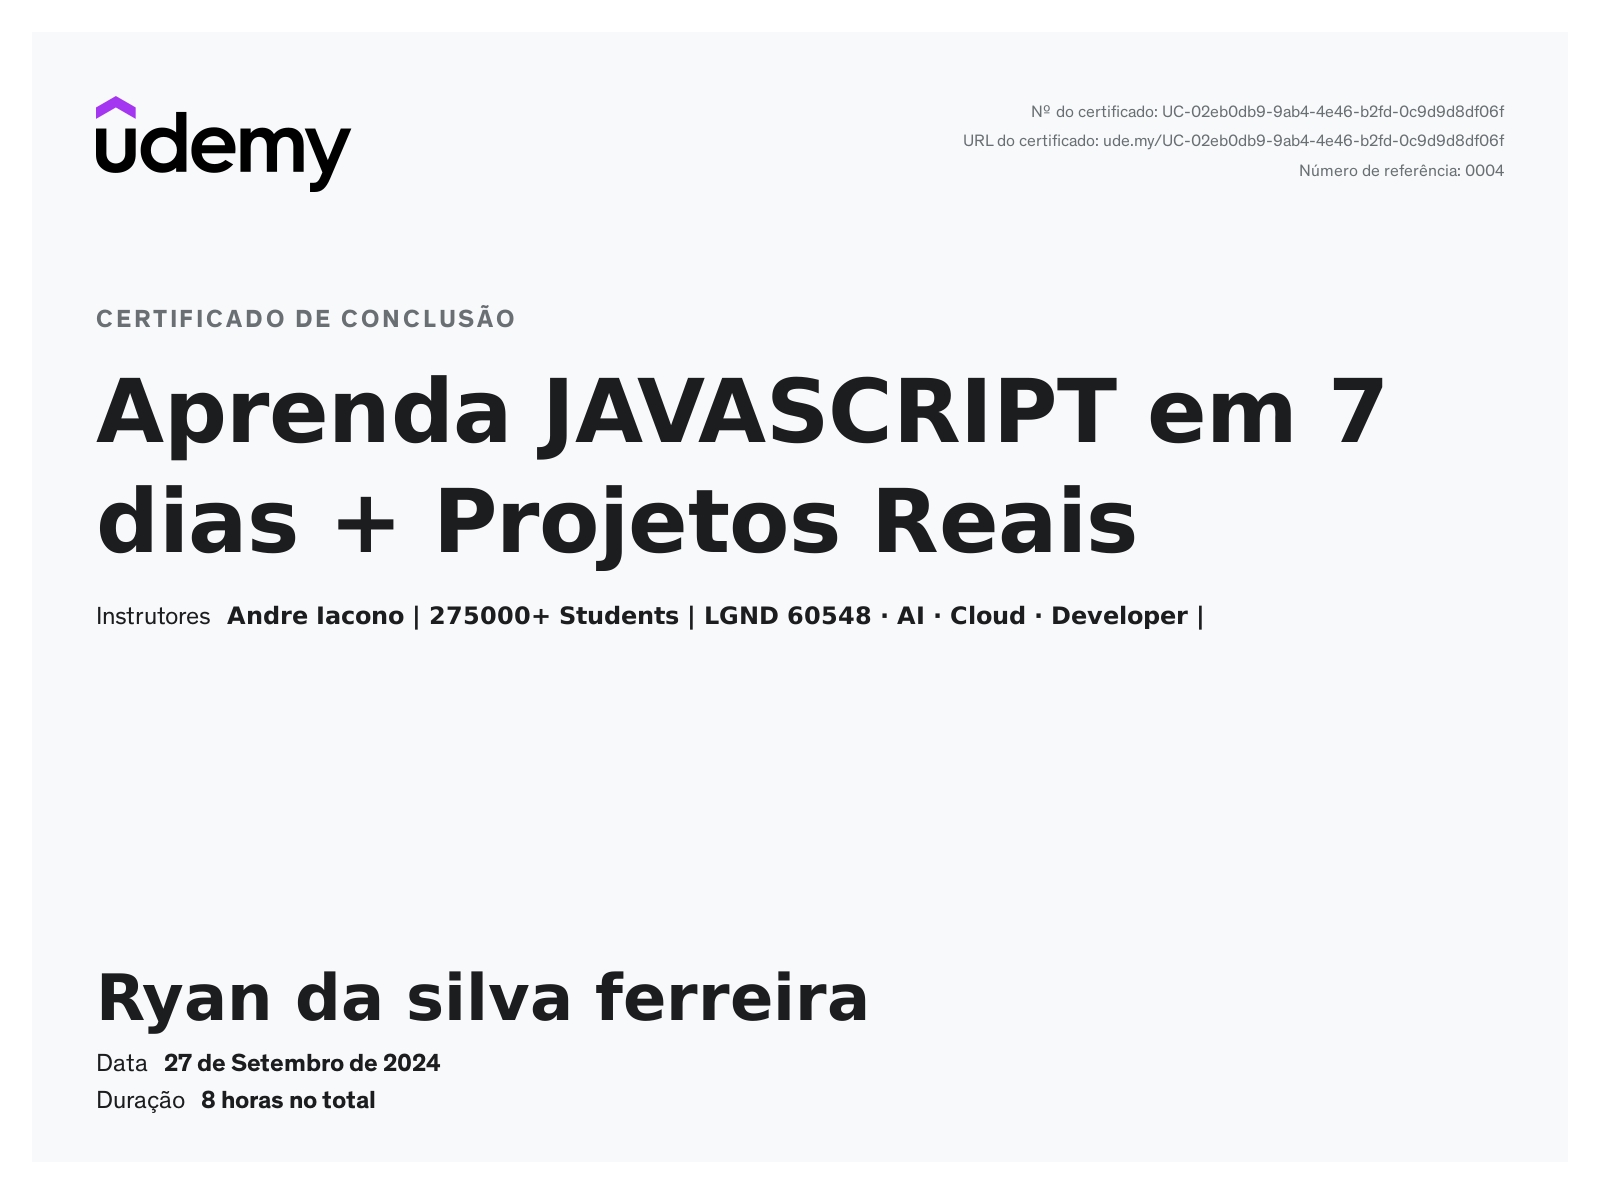 udemy
Nº do certificado: UC-02eb0db9-9ab4-4e46-b2fd-0c9d9d8df06f
URL do certificado: ude.my/UC-02eb0db9-9ab4-4e46-b2fd-0c9d9d8df06f
Número de referência: 0004
CERTIFICADO DE CONCLUSÃO
Aprenda JAVASCRIPT em 7
dias + Projetos Reais
Instrutores Andre Iacono | 275000+ Students | LGND 60548 · AI · Cloud · Developer |
Ryan da silva ferreira
Data 27 de Setembro de 2024
Duração 8 horas no total